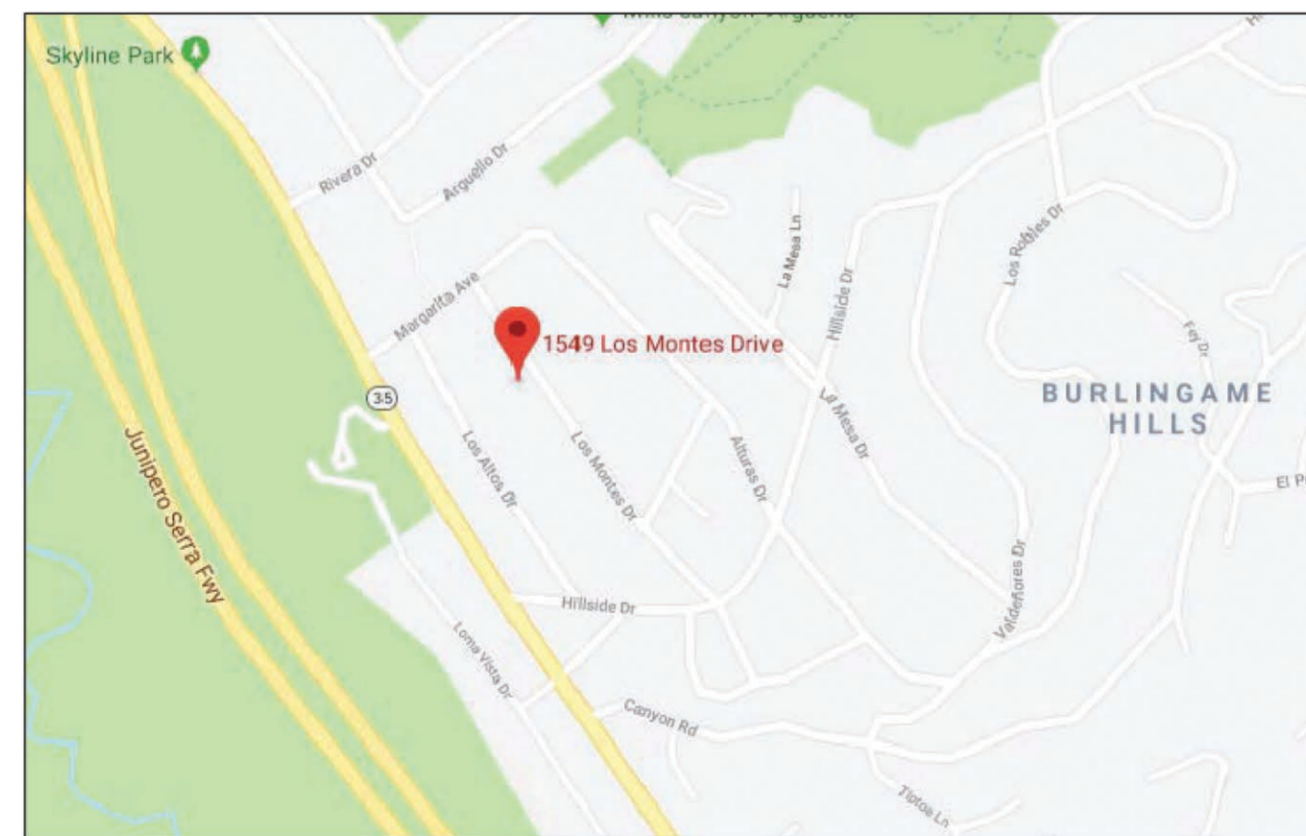 Skyline Park
Rivera Dr
Arguello Dr
La Mesa Ln
Los Robles Dr
Margarita Ave
Hillside Dr
1549 Los Montes Drive
Fey Dr
35
BURLINGAME
HILLS
La Mesa Dr
Junipero Serra Fwy
Los Altos Dr
Los Montes Dr
Alturas Dr
El P
Valdeflores Dr
Hillside Dr
Loma Vista Dr
Canyon Rd
Tiptoe Ln